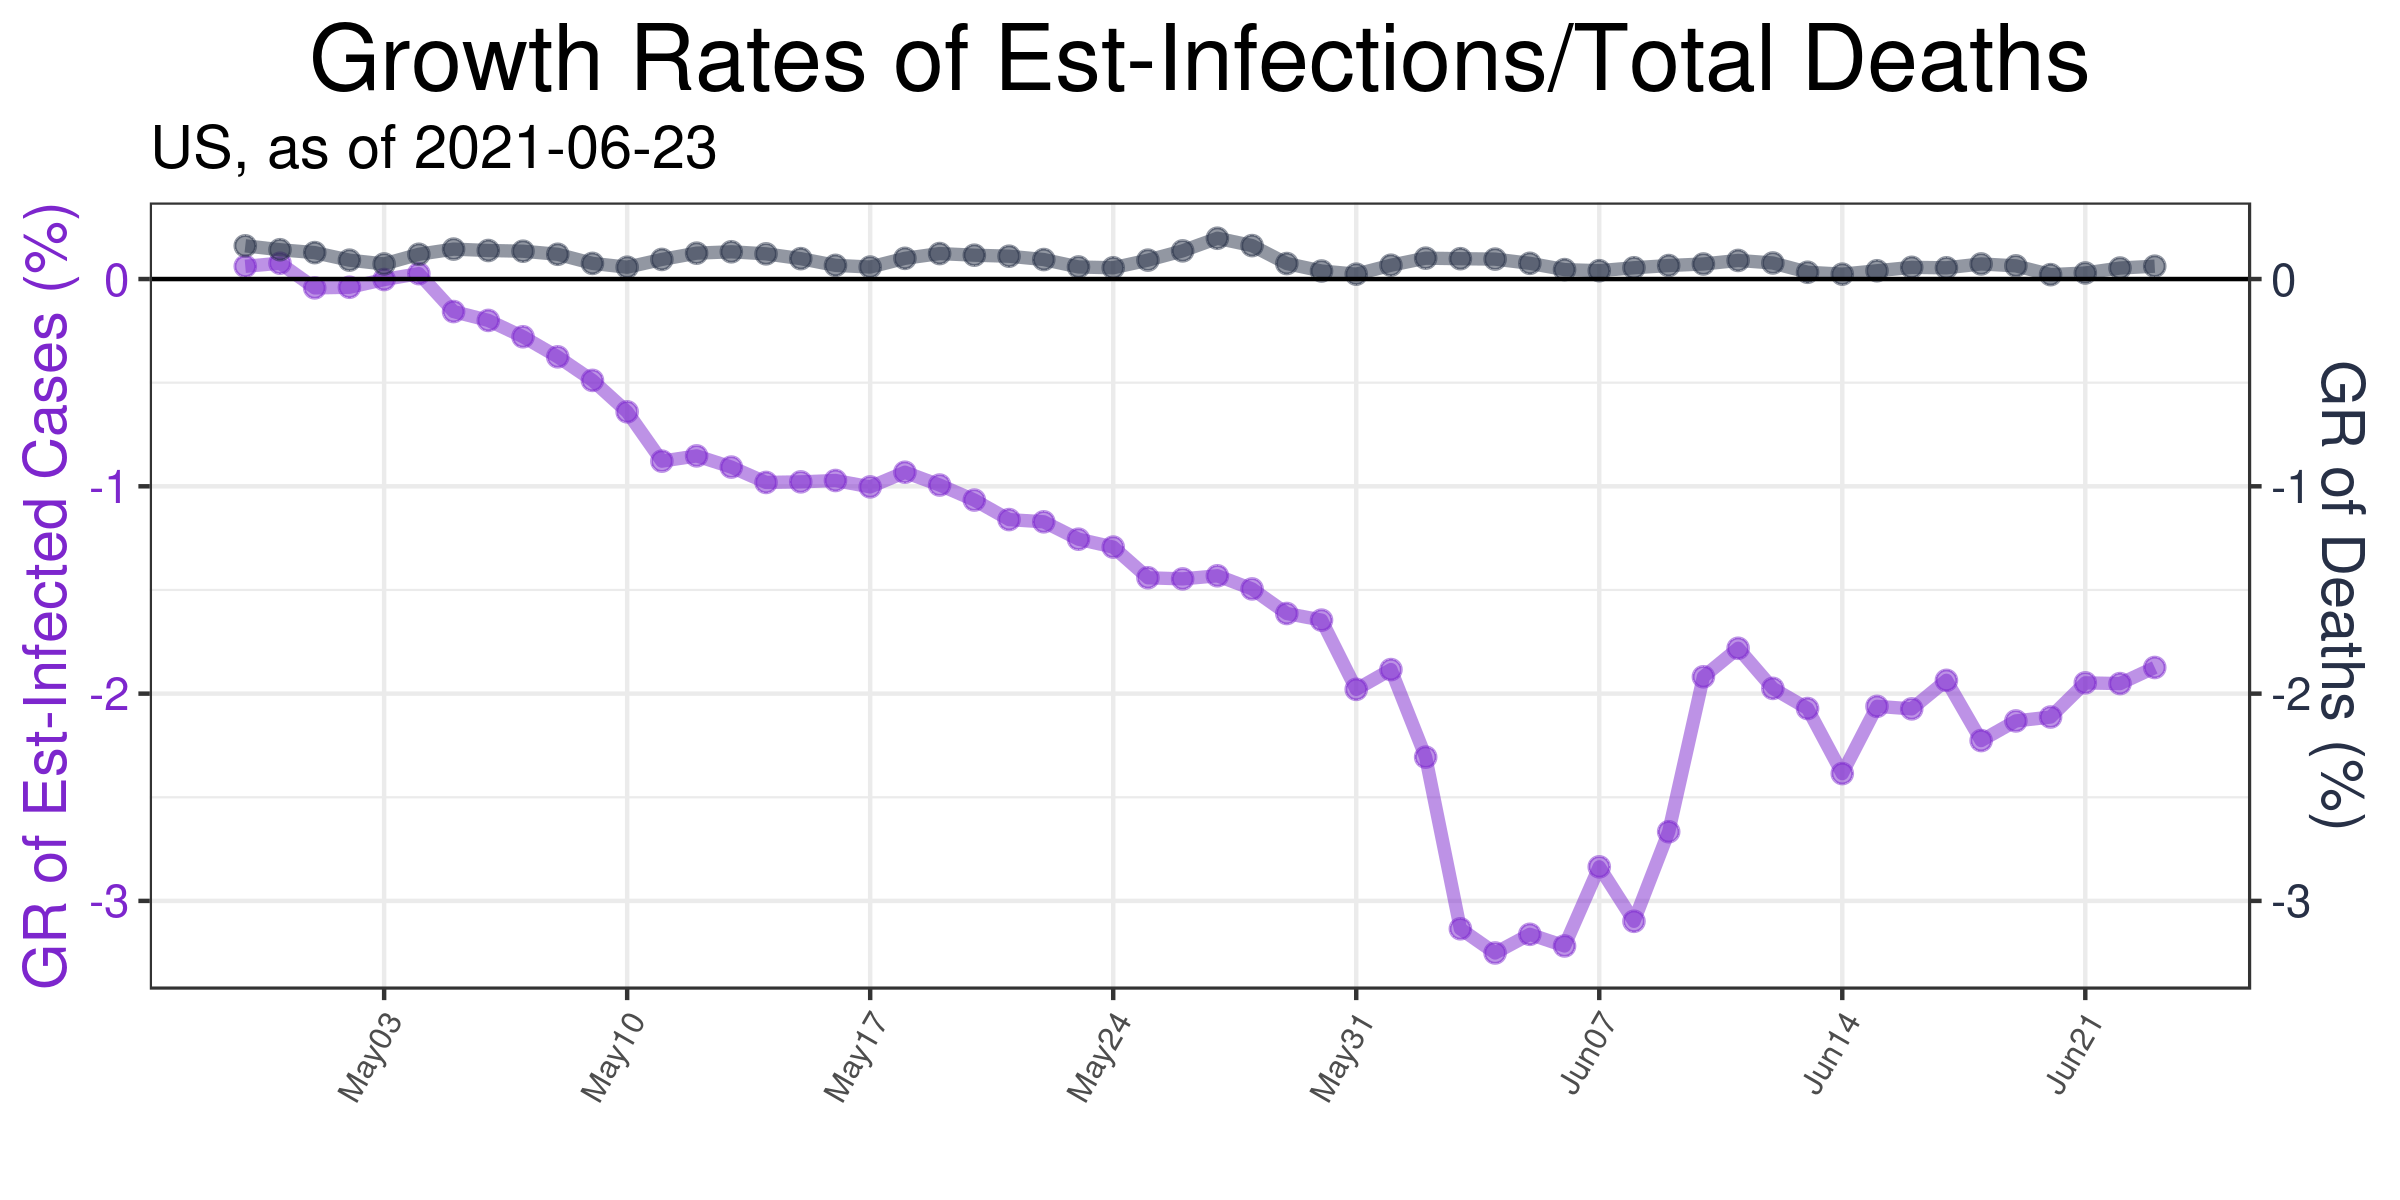 Growth Rates of Est-Infections/Total Deaths
US, as of 2021-06-23
GR of Est-Infected Cases (%)
0
-1
-2
-3
0
-1
-2
-3
GR of Deaths (%)
May03
May10
May17
May24
May31
Jun07
Jun14
Jun21